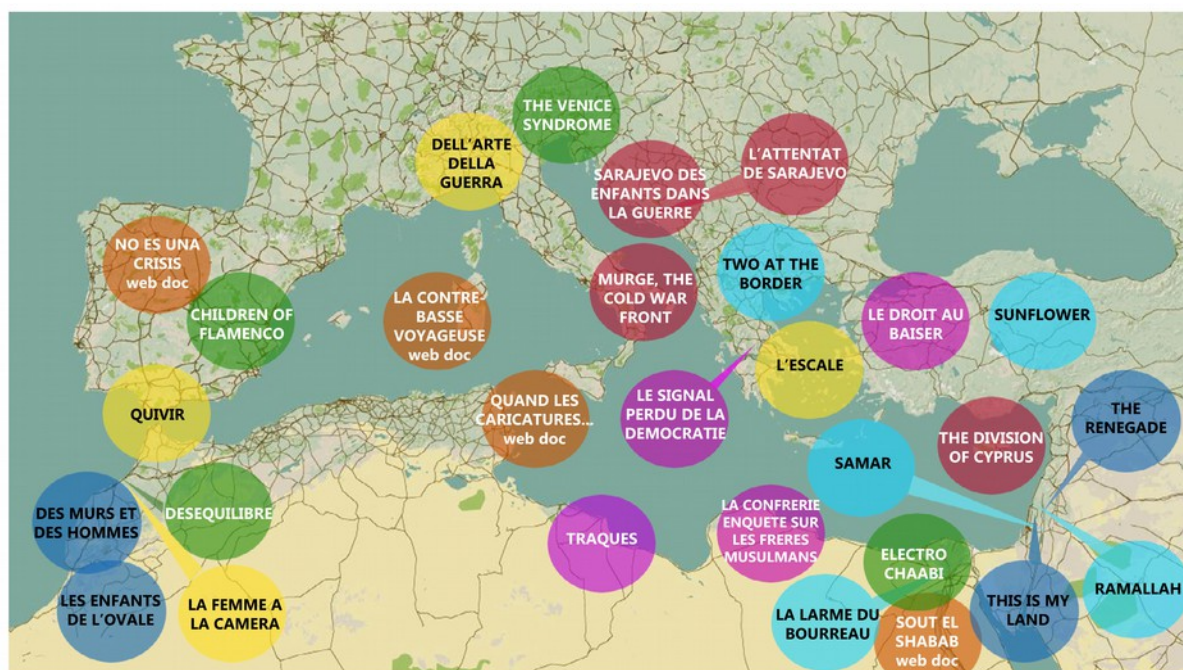 THE VENICE
SYNDROME
DELL'ARTE
DELLA
GUERRA
L'ATTENTAT
DE SARAJEVO
SARAJEVO DES
ENFANTS DANS
LA GUERRE
NO ES UNA
CRISIS
web doc
TWO AT THE
BORDER
MURGE, THE
COLD WAR
FRONT
LA CONTRE-
BASSE
VOYAGEUSE
web doc
CHILDREN OF
FLAMENCO
LE DROIT AU
BAISER
SUNFLOWER
L'ESCALE
QUIVIR
QUAND LES
CARICATURES...
web doc
LE SIGNAL
PERDU DE LA
DEMOCRATIE
THE
RENEGADE
THE DIVISION
OF CYPRUS
SAMAR
DES MURS ET
DES HOMMES
DESEQUILIBRE
TRAQUES
LA CONFRERIE
ENQUETE SUR
LES FRERES
MUSULMANS
ELECTRO
CHAABI
RAMALLAH
LES ENFANTS
DE L'OVALE
LA FEMME A
LA CAMERA
LA LARME DU
BOURREAU
THIS IS MY
LAND
SOUT EL
SHABAB
web doc